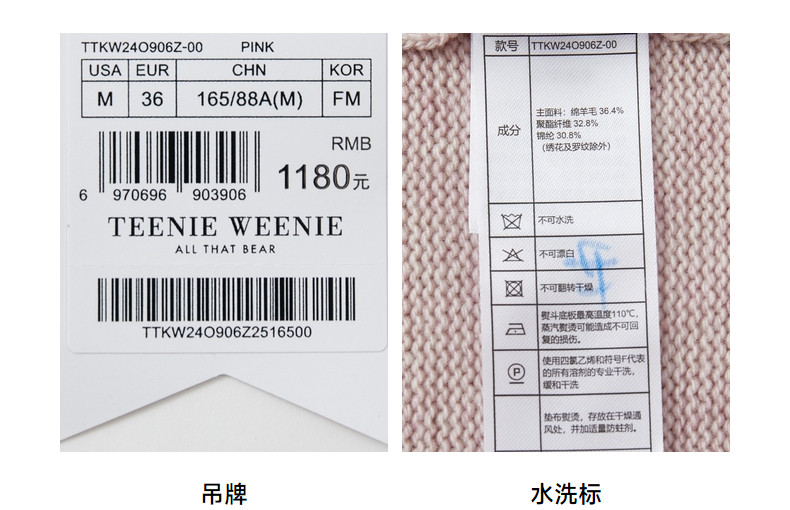 TTKW24O906Z-00 PINK
USA EUR CHN KOR
M 36 165/88A(M) FM
RMB
1180元
6 970696 903906
TEENIE WEENIE
ALL THAT BEAR
TTKW24O906Z2516500
吊牌
款号 TTKW24O906Z-00
成分
主面料：绵羊毛 36.4%
聚酯纤维 32.8%
锦纶 30.8%
（绣花及罗纹除外）
不可水洗
不可漂白
不可翻转干燥
熨斗底板最高温度110℃，
蒸汽熨烫可能造成不可回
复的损伤。
P
使用四氯乙烯和符号F代表
的所有溶剂的专业干洗，
缓和干洗
垫布熨烫，存放在干燥通
风处，并加适量防蛀剂。
水洗标